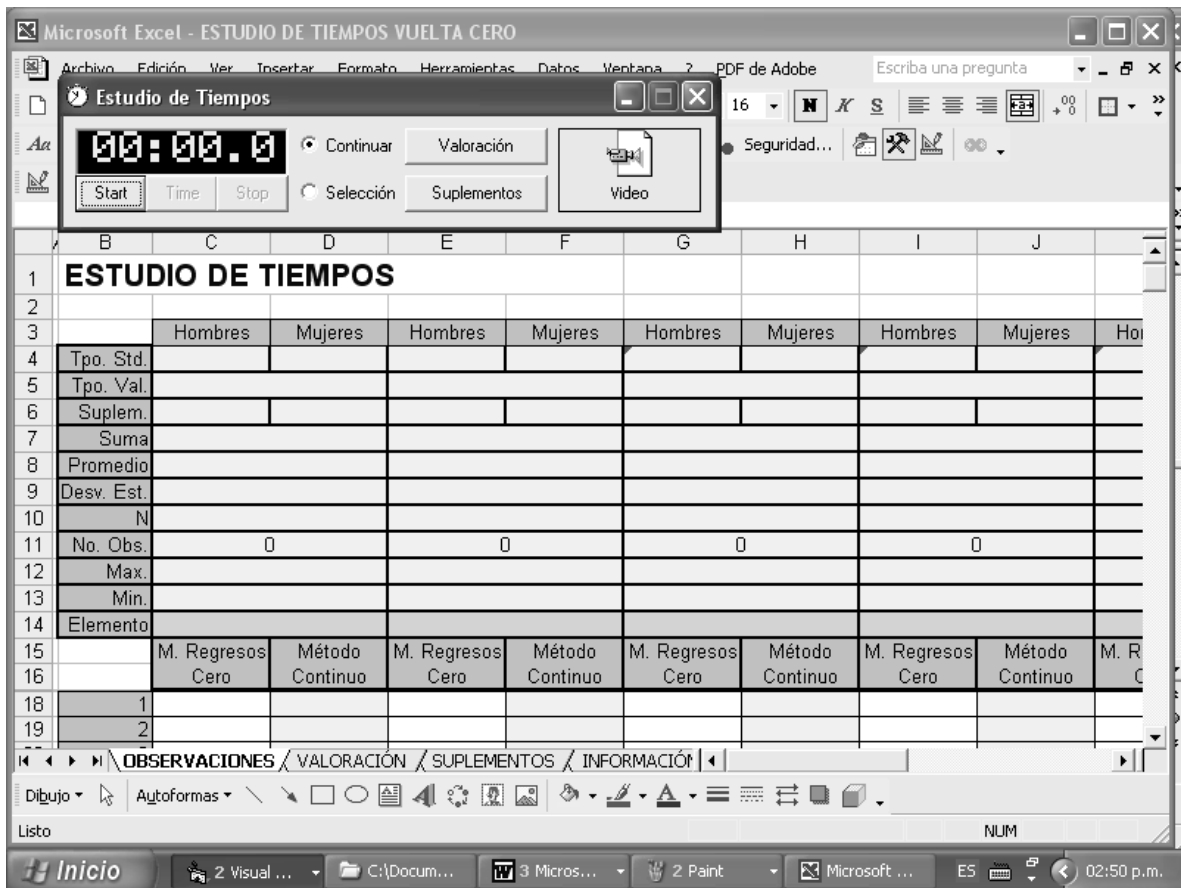 Microsoft Excel - ESTUDIO DE TIEMPOS VUELTA CERO
Archivo Edición Ver Insertar Formato Herramientas Datos Ventana ? PDF de Adobe Escriba una pregunta
Estudio de Tiempos
16 N K S
00:00.0 Continuar Valoración
Seguridad...
Start Time Stop Selección Suplementos Video
B C D E F G H I J
1 ESTUDIO DE TIEMPOS
2
3 Hombres Mujeres Hombres Mujeres Hombres Mujeres Hombres Mujeres Hor
4 Tpo. Std.
5 Tpo. Val.
6 Suplem.
7 Suma
8 Promedio
9 Desv. Est.
10 N
11 No. Obs. 0 0 0 0
12 Max.
13 Min.
14 Elemento
15 M. Regresos Método M. Regresos Método M. Regresos Método M. Regresos Método M. R
16 Cero Continuo Cero Continuo Cero Continuo Cero Continuo C
18 1
19 2
OBSERVACIONES / VALORACIÓN / SUPLEMENTOS / INFORMACIÓN
Dibujo Autoformas
Listo NUM
Inicio 2 Visual ... C:\Docum... 3 Micros... 2 Paint Microsoft ... ES 02:50 p.m.